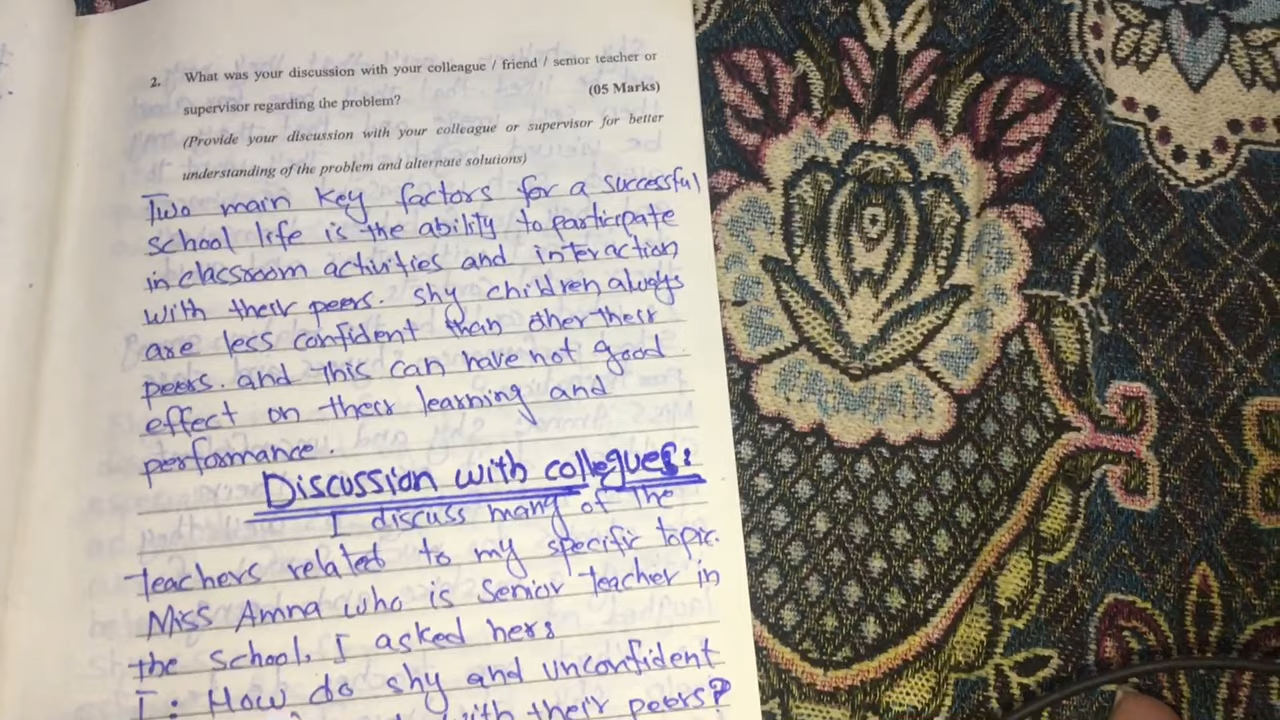 2. What was your discussion with your colleague / friend / senior teacher or
supervisor regarding the problem? (05 Marks)
(Provide your discussion with your colleague or supervisor for better
understanding of the problem and alternate solutions)
Two main key factors for a successful
school life is the ability to participate
in classroom activities and interaction
with their peers. shy children always
are less confident than other their
peers. and this can have not good
effect on their learning and
performance.
Discussion with collegues:
I discuss many of the
teachers related to my specific topic.
Miss Amna who is senior teacher in
the school. I asked her:
I: How do shy and unconfident
with their peers?